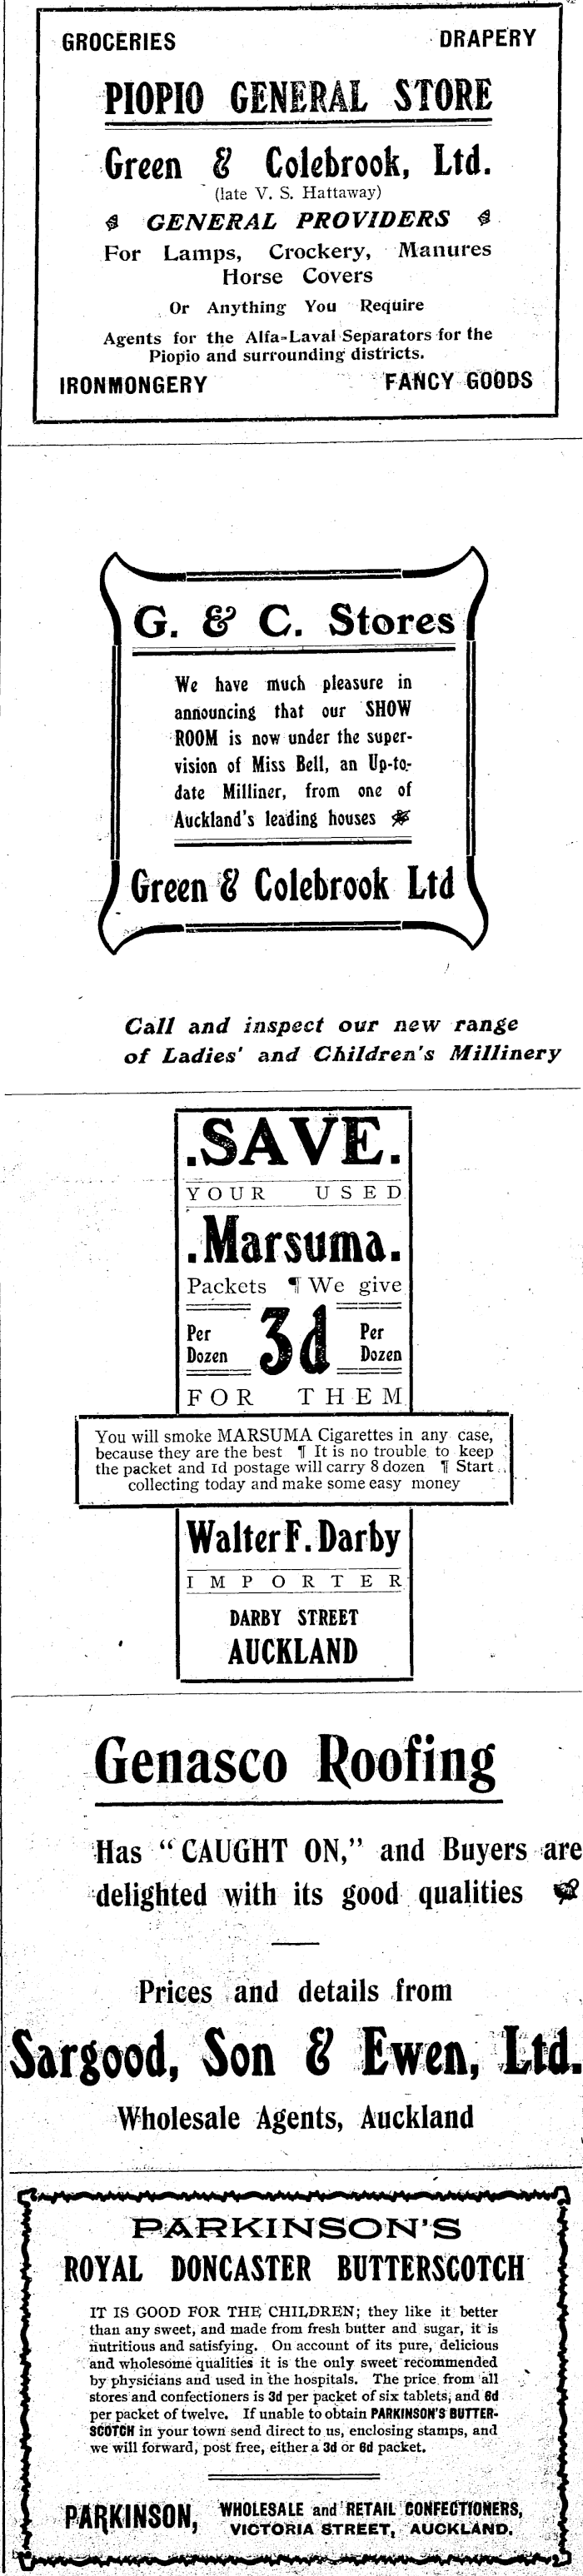 GROCERIES DRAPERY
PIOPIO GENERAL STORE
Green & Colebrook, Ltd.
(late V. S. Hattaway)
GENERAL PROVIDERS
For Lamps, Crockery, Manures
Horse Covers
Or Anything You Require
Agents for the Alfa-Laval Separators for the
Piopio and surrounding districts.
IRONMONGERY FANCY GOODS
G. & C. Stores
We have much pleasure in
announcing that our SHOW
ROOM is now under the super-
vision of Miss Bell, an Up-to-
date Milliner, from one of
Auckland's leading houses
Green & Colebrook Ltd
Call and inspect our new range
of Ladies' and Children's Millinery
.SAVE.
YOUR USED
.Marsuma.
Packets ¶ We give
Per Dozen 3d Per Dozen
FOR THEM
You will smoke MARSUMA Cigarettes in any case,
because they are the best ¶ It is no trouble to keep
the packet and 1d postage will carry 8 dozen ¶ Start
collecting today and make some easy money
Walter F. Darby
IMPORTER
DARBY STREET
AUCKLAND
Genasco Roofing
Has "CAUGHT ON," and Buyers are
delighted with its good qualities
Prices and details from
Sargood, Son & Ewen, Ltd.
Wholesale Agents, Auckland
PARKINSON'S
ROYAL DONCASTER BUTTERSCOTCH
IT IS GOOD FOR THE CHILDREN; they like it better
than any sweet, and made from fresh butter and sugar, it is
nutritious and satisfying. On account of its pure, delicious
and wholesome qualities it is the only sweet recommended
by physicians and used in the hospitals. The price from all
stores and confectioners is 3d per packet of six tablets, and 6d
per packet of twelve. If unable to obtain PARKINSON'S BUTTER-
SCOTCH in your town send direct to us, enclosing stamps, and
we will forward, post free, either a 3d or 6d packet.
PARKINSON, WHOLESALE and RETAIL CONFECTIONERS,
VICTORIA STREET, AUCKLAND.